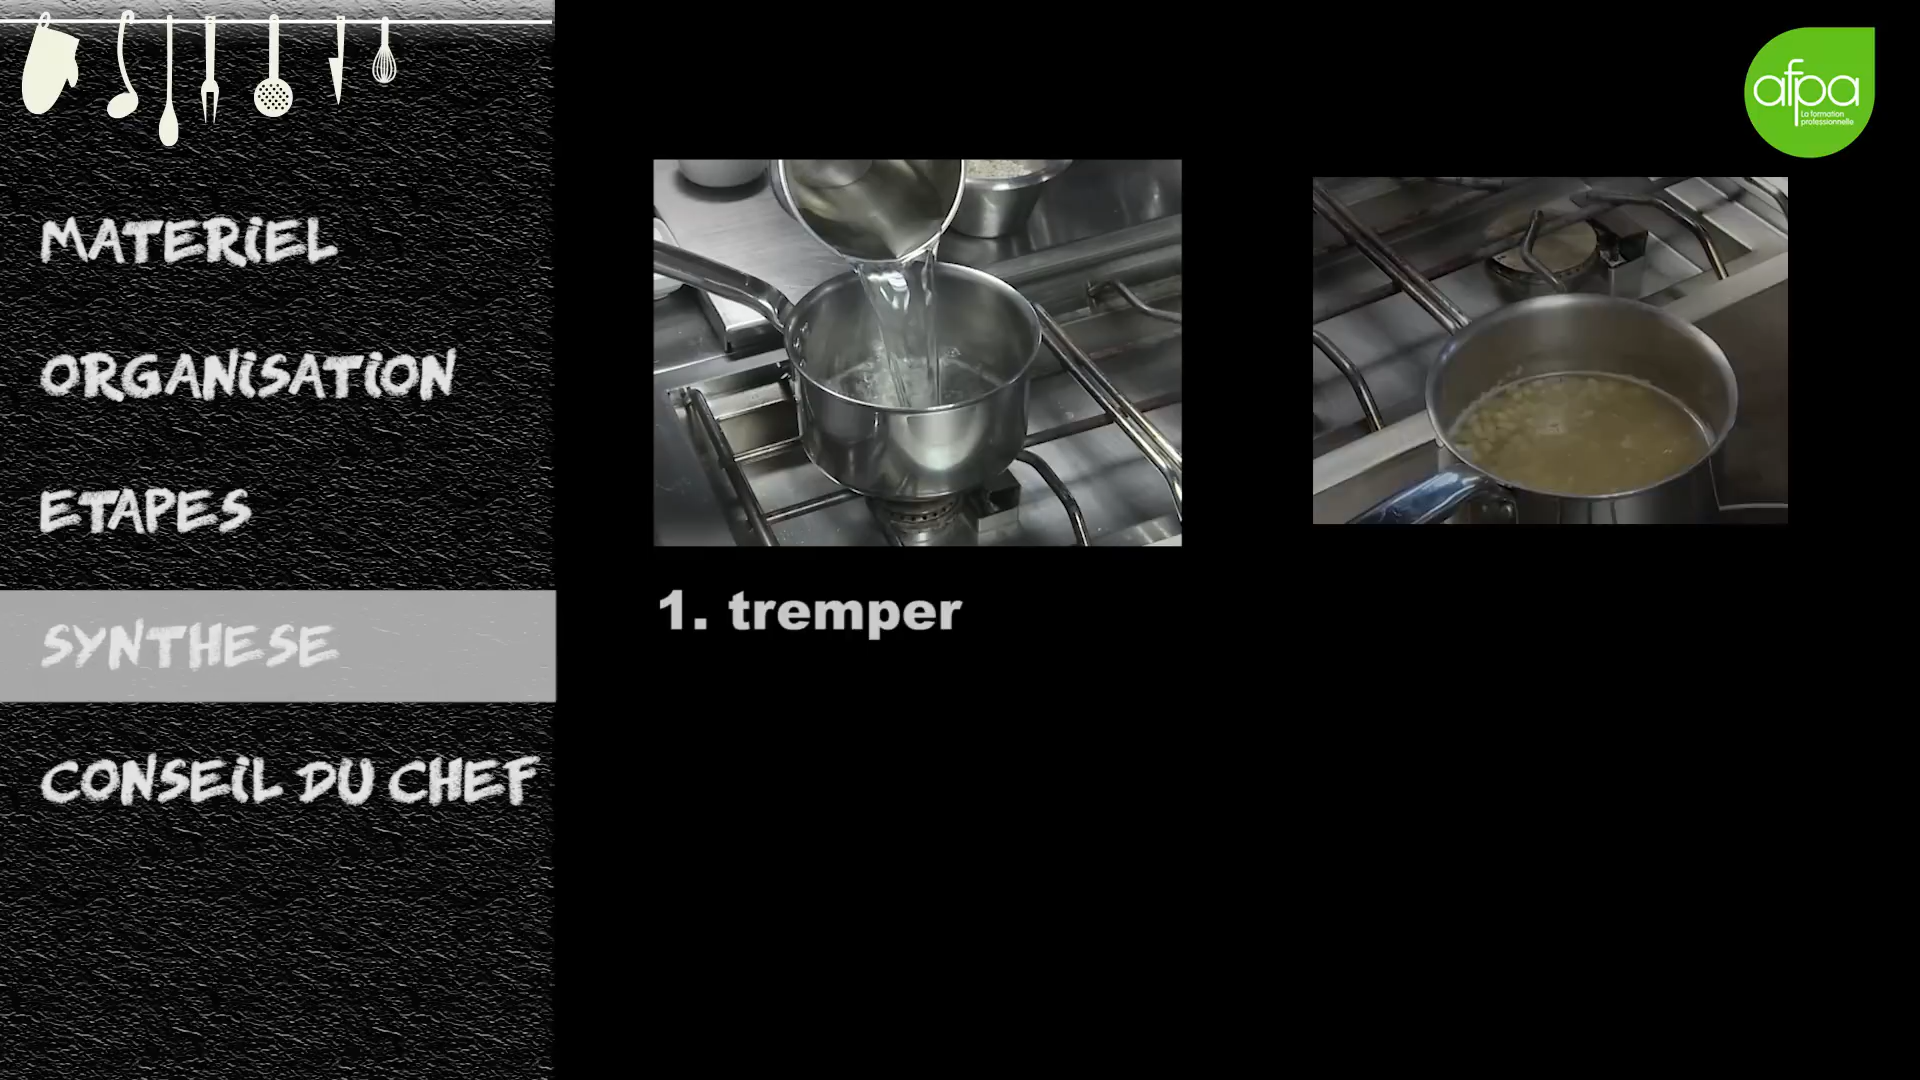 MATERIEL
ORGANISATION
ETAPES
SYNTHESE
CONSEIL DU CHEF
afpa
La formation
professionnelle
1. tremper